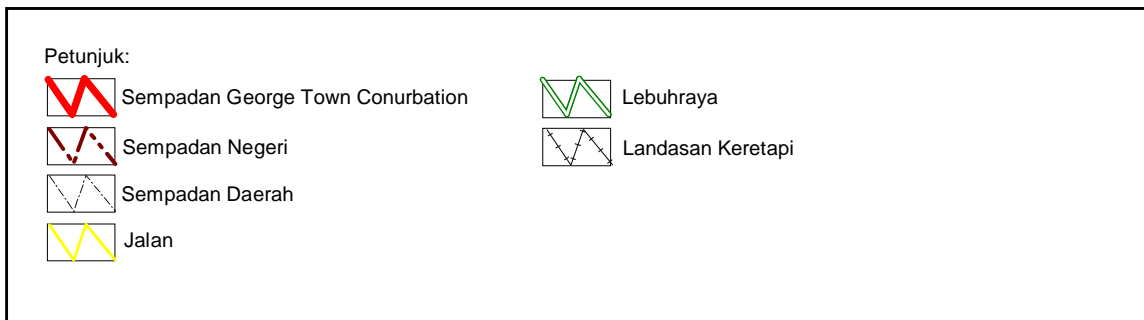 Petunjuk:
Sempadan George Town Conurbation
Sempadan Negeri
Sempadan Daerah
Jalan
Lebuhraya
Landasan Keretapi